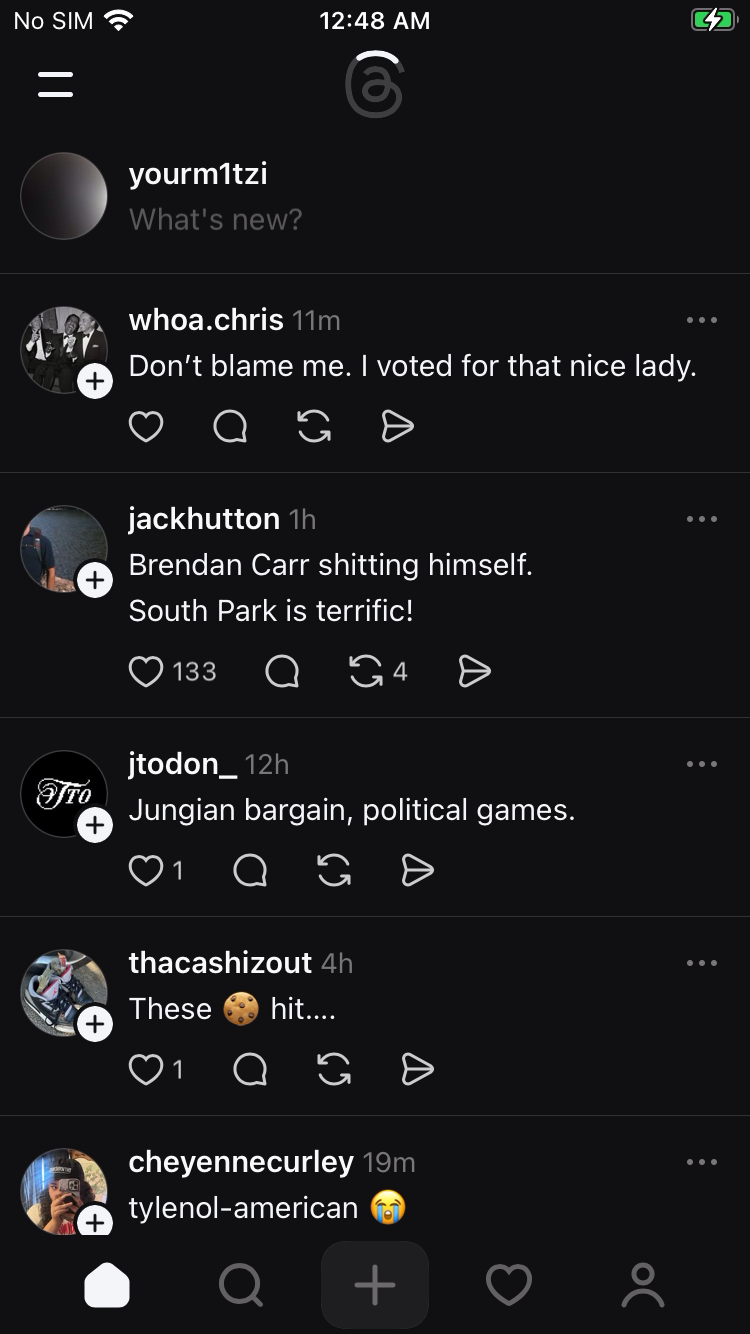 No SIM 12:48 AM
yourm1tzi
What's new?
whoa.chris 11m
Don’t blame me. I voted for that nice lady.
jackhutton 1h
Brendan Carr shitting himself.
South Park is terrific!
133 4
jtodon_ 12h
JTO
Jungian bargain, political games.
1
thacashizout 4h
These 🍪 hit....
1
cheyennecurley 19m
tylenol-american 😭